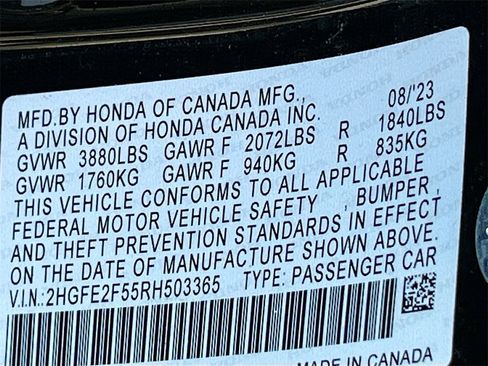 MFD.BY HONDA OF CANADA MFG., 08/'23
A DIVISION OF HONDA CANADA INC.
GVWR 3880LBS GAWR F 2072LBS R 1840LBS
GVWR 1760KG GAWR F 940KG R 835KG
THIS VEHICLE CONFORMS TO ALL APPLICABLE
FEDERAL MOTOR VEHICLE SAFETY , BUMPER ,
AND THEFT PREVENTION STANDARDS IN EFFECT
ON THE DATE OF MANUFACTURE SHOWN ABOVE.
V.I.N.:2HGFE2F55RH503365 TYPE: PASSENGER CAR
MADE IN CANADA